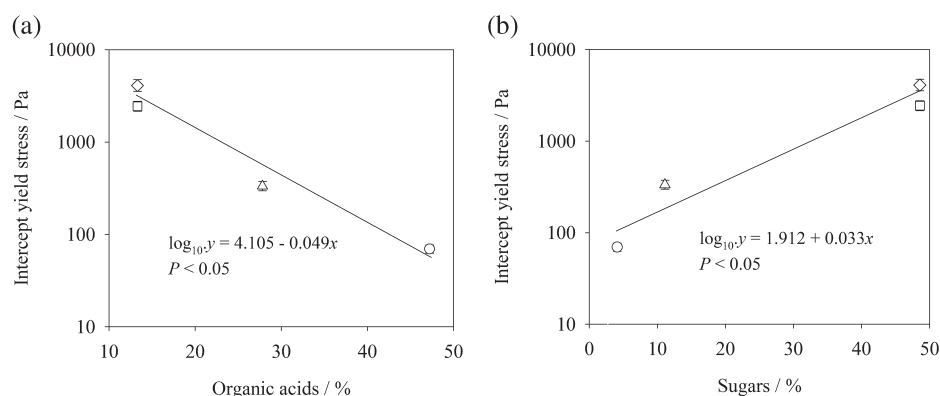 (a)
10000
1000
100
10
10
20
30
40
50
Intercept yield stress / Pa
Organic acids / %
log₁₀.y = 4.105 - 0.049x
P < 0.05
(b)
10000
1000
100
10
0
10
20
30
40
50
Intercept yield stress / Pa
Sugars / %
log₁₀.y = 1.912 + 0.033x
P < 0.05